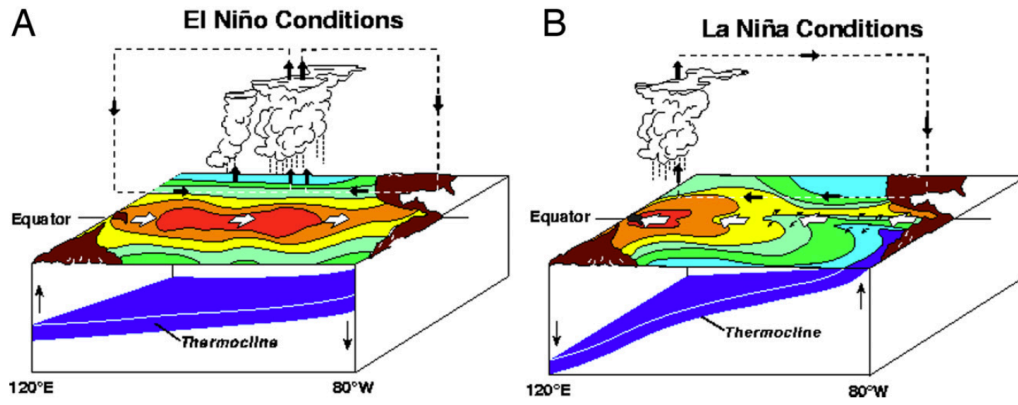 A
El Niño Conditions
Equator
Thermocline
120°E
80°W
B
La Niña Conditions
Equator
Thermocline
120°E
80°W